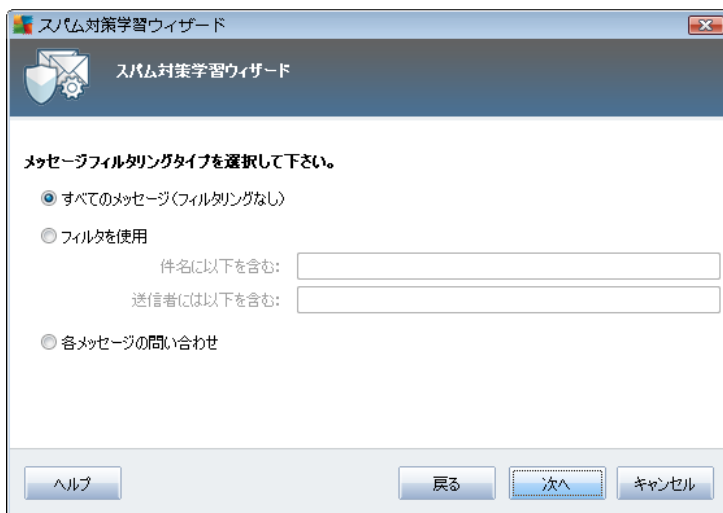 スパム対策学習ウィザード
スパム対策学習ウィザード
メッセージフィルタリングタイプを選択して下さい。
すべてのメッセージ(フィルタリングなし)
フィルタを使用
件名に以下を含む:
送信者には以下を含む:
各メッセージの問い合わせ
ヘルプ
戻る
次へ
キャンセル